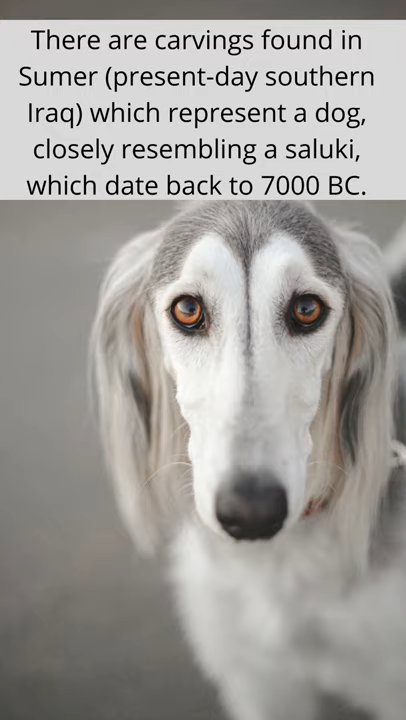 There are carvings found in
Sumer (present-day southern
Iraq) which represent a dog,
closely resembling a saluki,
which date back to 7000 BC.